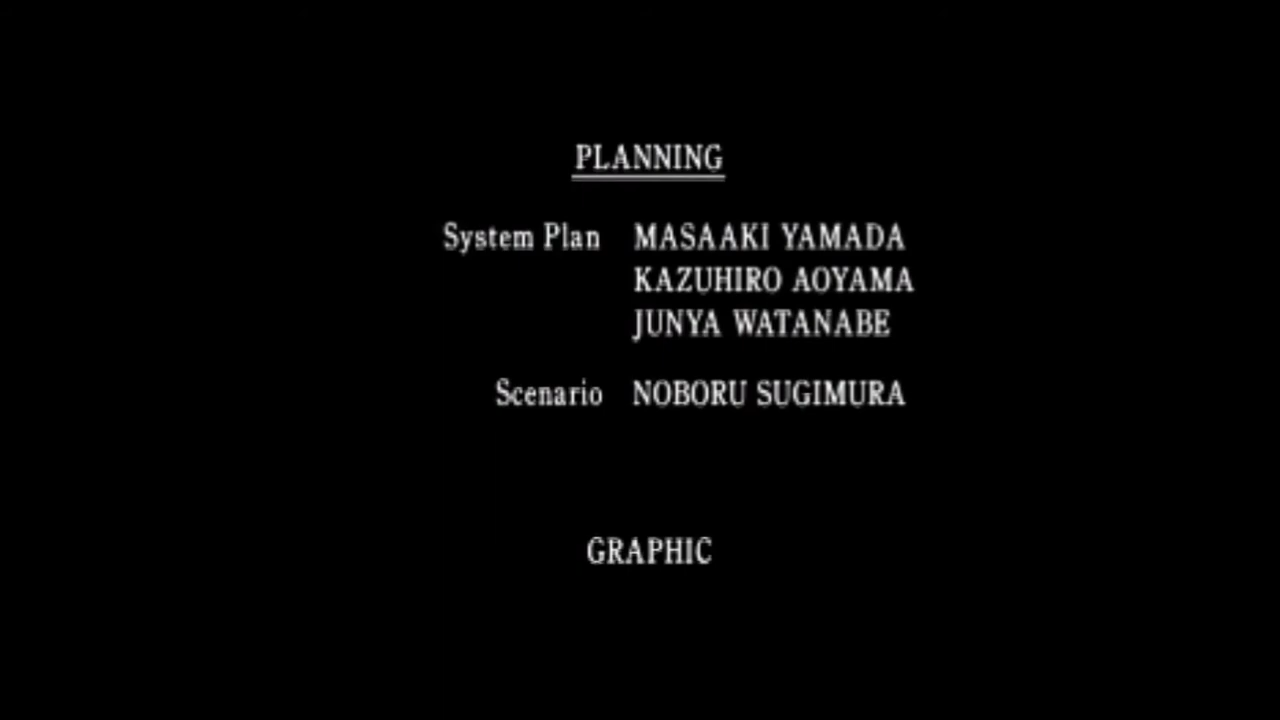 PLANNING
System Plan MASAAKI YAMADA
KAZUHIRO AOYAMA
JUNYA WATANABE
Scenario NOBORU SUGIMURA
GRAPHIC